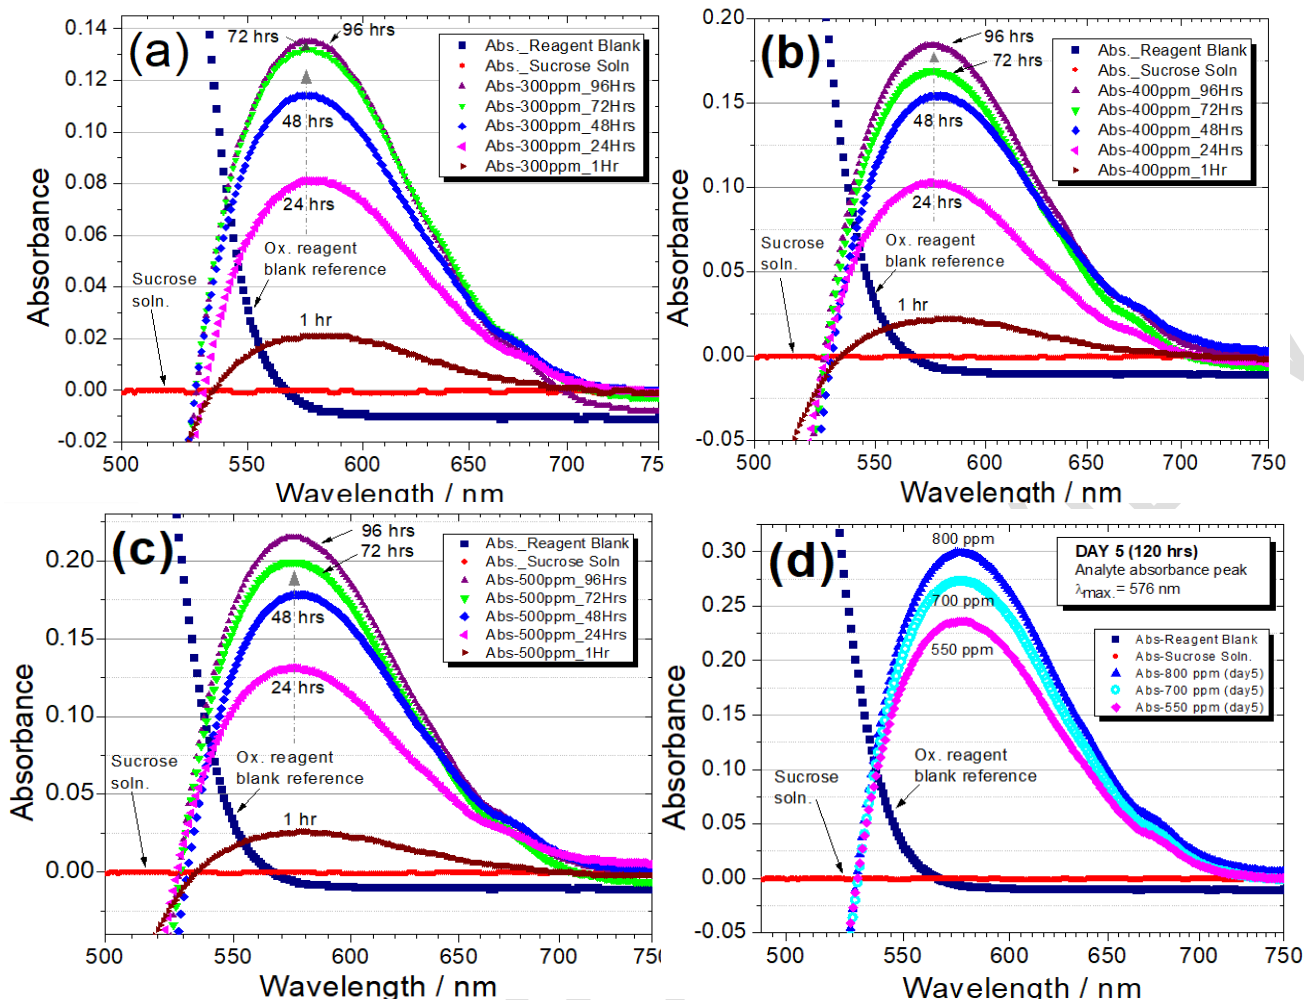 (a)
0.14
0.12
0.10
0.08
0.06
0.04
0.02
0.00
-0.02
Absorbance
72 hrs
96 hrs
48 hrs
24 hrs
Ox. reagent
blank reference
Sucrose
soln.
1 hr
Abs._Reagent Blank
Abs._Sucrose Soln
Abs-300ppm_96Hrs
Abs-300ppm_72Hrs
Abs-300ppm_48Hrs
Abs-300ppm_24Hrs
Abs-300ppm_1Hr
500
550
600
650
700
75
Wavelength / nm
(b)
0.20
0.15
0.10
0.05
0.00
-0.05
Absorbance
96 hrs
72 hrs
48 hrs
24 hrs
Sucrose
soln.
Ox. reagent
blank reference
1 hr
Abs._Reagent Blank
Abs._Sucrose Soln
Abs-400ppm_96Hrs
Abs-400ppm_72Hrs
Abs-400ppm_48Hrs
Abs-400ppm_24Hrs
Abs-400ppm_1Hr
500
550
600
650
700
750
Wavelength / nm
(c)
0.20
0.15
0.10
0.05
0.00
Absorbance
96 hrs
72 hrs
48 hrs
24 hrs
Sucrose
soln.
Ox. reagent
blank reference
1 hr
Abs._Reagent Blank
Abs._Sucrose Soln
Abs-500ppm_96Hrs
Abs-500ppm_72Hrs
Abs-500ppm_48Hrs
Abs-500ppm_24Hrs
Abs-500ppm_1Hr
500
550
600
650
700
750
Wavelength / nm
(d)
0.30
0.25
0.20
0.15
0.10
0.05
0.00
-0.05
Absorbance
800 ppm
700 ppm
550 ppm
DAY 5 (120 hrs)
Analyte absorbance peak
λmax.= 576 nm
Abs-Reagent Blank
Abs-Sucrose Soln.
Abs-800 ppm (day5)
Abs-700 ppm (day5)
Abs-550 ppm (day5)
Ox. reagent
blank reference
Sucrose
soln.
500
550
600
650
700
750
Wavelength / nm